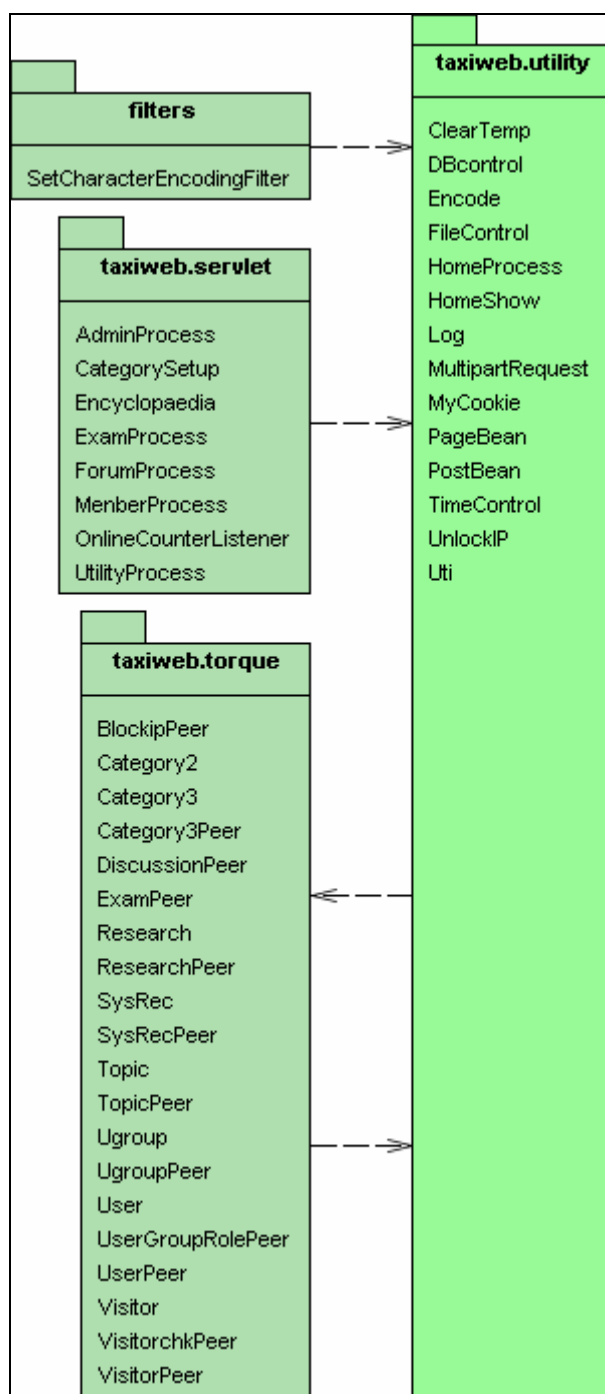 filters
SetCharacterEncodingFilter
taxiweb.servlet
AdminProcess
CategorySetup
Encyclopaedia
ExamProcess
ForumProcess
MenberProcess
OnlineCounterListener
UtilityProcess
taxiweb.torque
BlockipPeer
Category2
Category3
Category3Peer
DiscussionPeer
ExamPeer
Research
ResearchPeer
SysRec
SysRecPeer
Topic
TopicPeer
Ugroup
UgroupPeer
User
UserGroupRolePeer
UserPeer
Visitor
VisitorchkPeer
VisitorPeer
taxiweb.utility
ClearTemp
DBcontrol
Encode
FileControl
HomeProcess
HomeShow
Log
MultipartRequest
MyCookie
PageBean
PostBean
TimeControl
UnlockIP
Uti